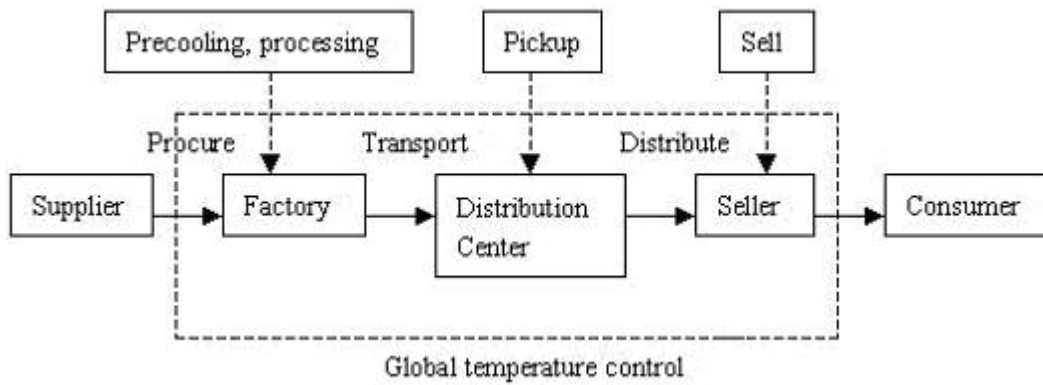 Precooling, processing
Pickup
Sell
Procure
Transport
Distribute
Supplier
Factory
Distribution
Center
Seller
Consumer
Global temperature control